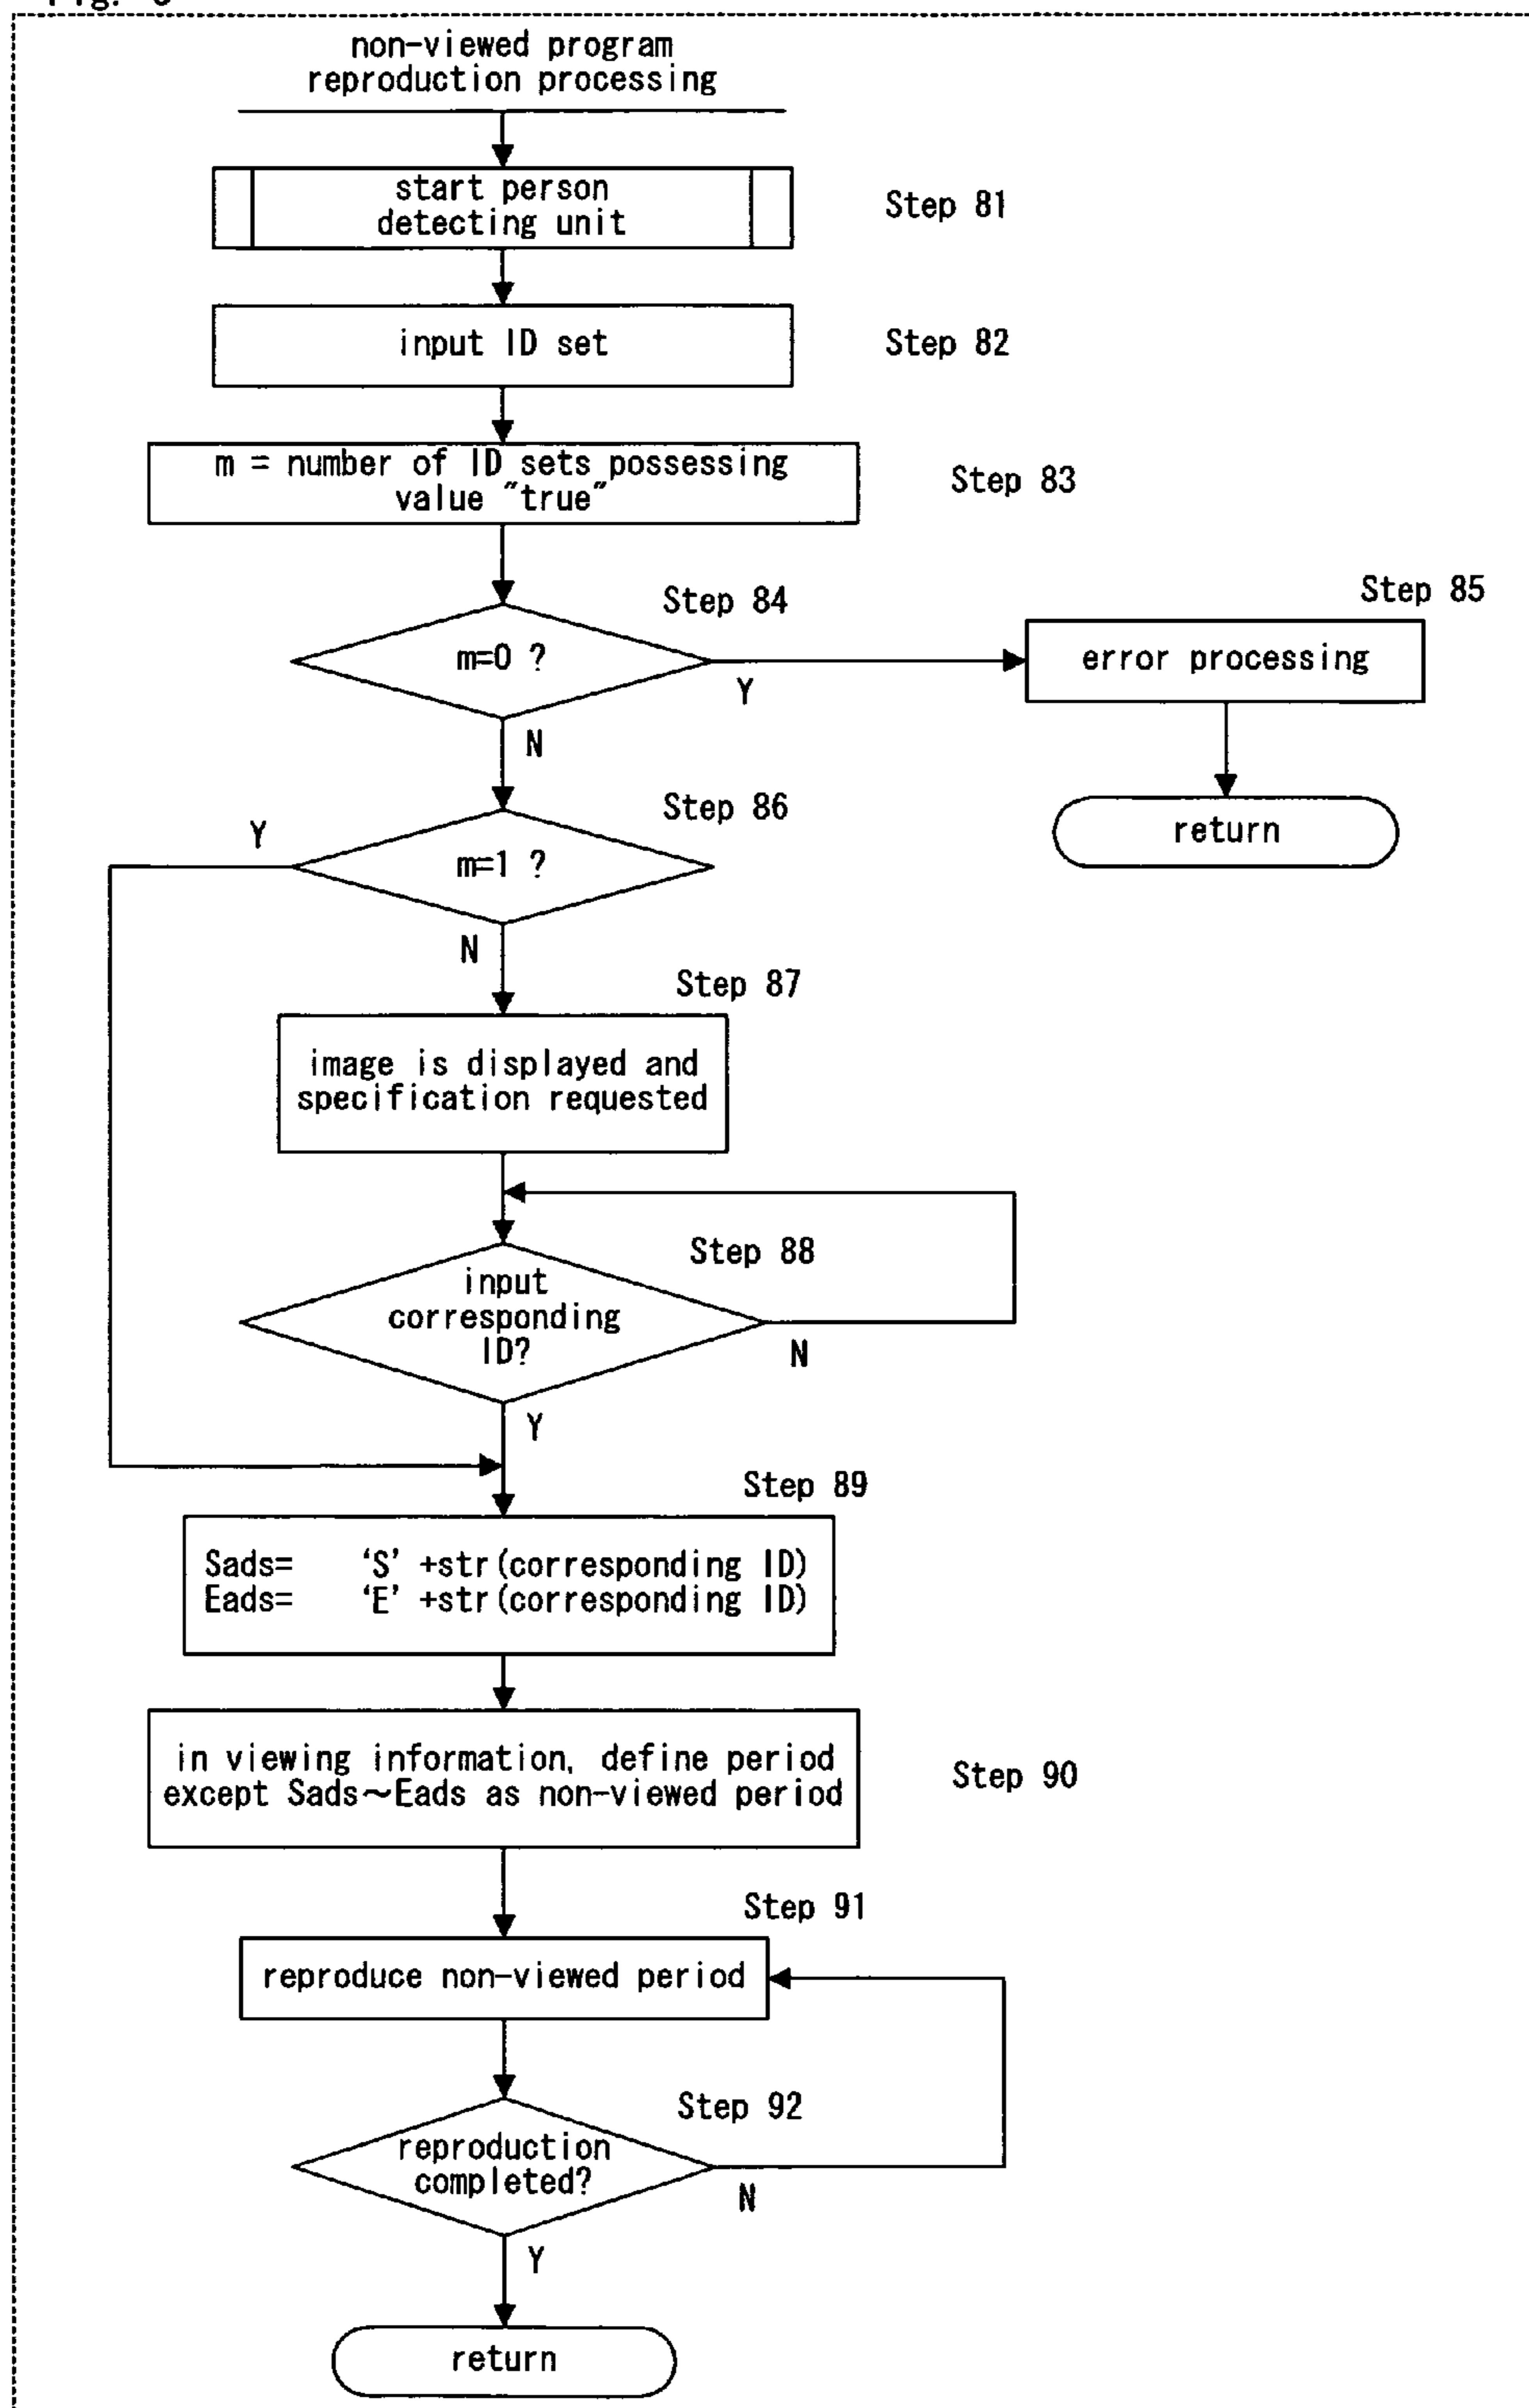 non-viewed program
reproduction processing
start person
detecting unit
Step 81
input ID set
Step 82
m = number of ID sets possessing
value "true"
Step 83
Step 84
m=0 ?
Y
N
Step 85
error processing
return
Step 86
Y
m=1 ?
N
Step 87
image is displayed and
specification requested
Step 88
input
corresponding
ID?
N
Y
Step 89
Sads= ‘S’ +str(corresponding ID)
Eads= ‘E’ +str(corresponding ID)
in viewing information, define period
except Sads~Eads as non-viewed period
Step 90
Step 91
reproduce non-viewed period
Step 92
reproduction
completed?
N
Y
return